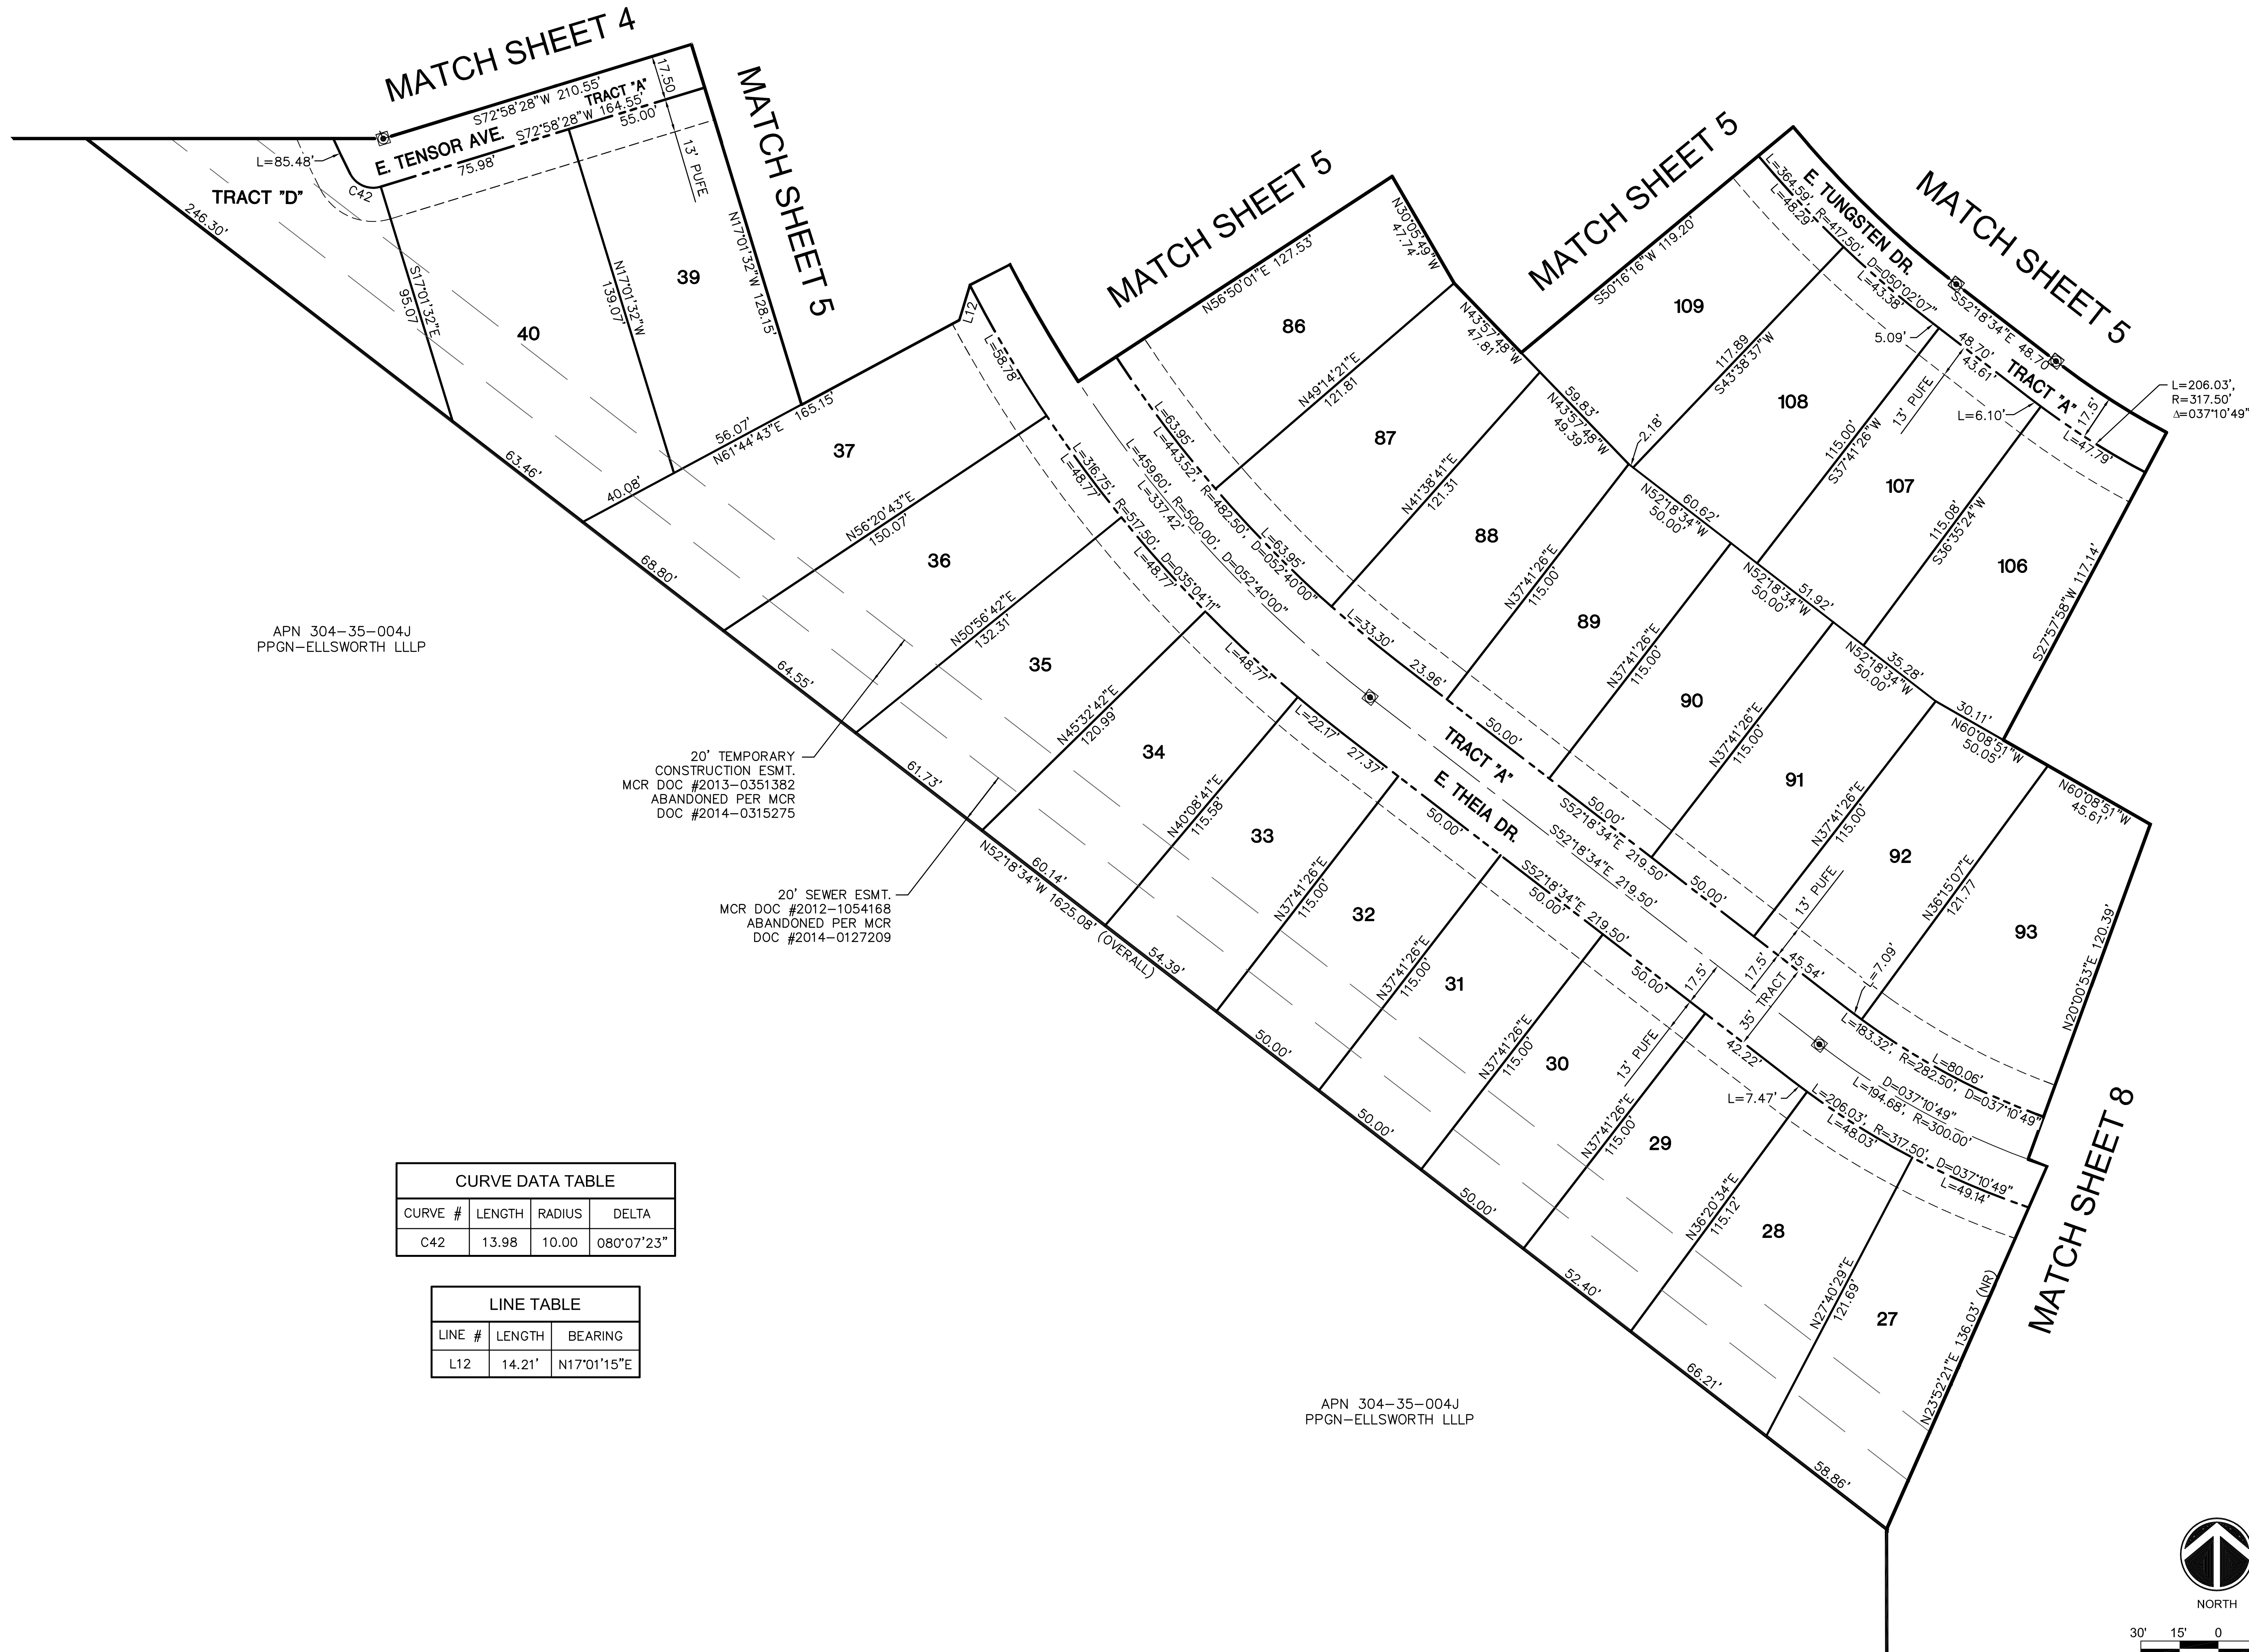 MATCH SHEET 4
S72°58'28"W 210.55'
17.50
TRACT "A"
E. TENSOR AVE.
S72°58'28"W 164.55'
55.00'
75.98'
L=85.48'
C42
TRACT "D"
246.30'
13' PUFE
MATCH SHEET 5
N17°01'32"W 128.15'
39
N17°01'32"W
139.07'
S17°01'32"E
95.07
40
63.46'
56.07'
165.15'
N61°44'43"E
40.08'
37
L12
L=58.78'
68.80'
N56°20'43"E
150.07'
36
L=316.75', R=517.50', D=035°04'11"
L=48.77'
L=48.77'
N50°56'42"E
132.31'
64.55'
35
L=48.77'
N45°32'42"E
120.99'
61.73'
34
L=22.17'
27.37'
N40°08'41"E
115.58'
60.14'
N52°18'34"W 1625.08' (OVERALL)
33
50.00'
N37°41'26"E
115.00'
54.39'
32
S52°18'34"E 219.50'
50.00'
N37°41'26"E
115.00'
50.00'
31
50.00'
N37°41'26"E
115.00'
50.00'
30
13' PUFE
17.5'
17.5'
35' TRACT
42.22'
L=7.47'
N37°41'26"E
115.00'
50.00'
29
N36°20'34"E
115.12'
52.40'
28
L=206.03', R=317.50', D=037°10'49"
L=48.03'
L=49.14'
N27°40'29"E
121.69'
66.21'
27
N23°52'21"E 136.03' (NR)
58.86'
MATCH SHEET 8
MATCH SHEET 5
N56°50'01"E 127.53'
N30°05'49"W
47.74'
86
N49°14'21"E
121.81
L=63.95'
L=443.52', R=482.50', D=052°40'00"
L=459.60', R=500.00', D=052°40'00"
L=337.42'
87
N43°57'48"W
47.81'
L=63.95'
N41°38'41"E
121.31
88
59.83'
N43°57'48"W
49.39'
2.18'
L=33.30'
23.96'
N37°41'26"E
115.00'
89
60.62'
N52°18'34"W
50.00'
50.00'
N37°41'26"E
115.00'
90
N52°18'34"W
50.00'
51.92'
TRACT "A"
E. THEIA DR.
50.00'
S52°18'34"E 219.50'
S52°18'34"E 219.50'
N37°41'26"E
115.00'
91
N52°18'34"W
50.00'
35.28'
50.00'
N37°41'26"E
115.00'
13' PUFE
92
30.11'
N60°08'51"W
50.05'
45.54'
L=7.09'
N36°15'07"E
121.77
93
N60°08'51"W
45.61'
N20°00'53"E 120.39'
L=80.06'
L=183.32', R=282.50', D=037°10'49"
D=037°10'49"
L=194.68', R=300.00'
MATCH SHEET 5
S50°16'16"W 119.20'
E. TUNGSTEN DR.
L=364.59', R=417.50', D=050°02'07"
L=48.29'
L=43.38'
109
117.89
S43°38'37"W
MATCH SHEET 5
S52°18'34"E 48.70'
5.09'
48.70'
43.61'
108
115.00'
S37°41'26"W
13' PUFE
TRACT "A"
L=6.10'
17.5'
L=47.79'
L=206.03',
R=317.50'
Δ=037°10'49"
107
115.08'
S36°35'24"W
106
S27°57'58"W 117.14'
APN 304-35-004J
PPGN-ELLSWORTH LLLP
20' TEMPORARY
CONSTRUCTION ESMT.
MCR DOC #2013-0351382
ABANDONED PER MCR
DOC #2014-0315275
20' SEWER ESMT.
MCR DOC #2012-1054168
ABANDONED PER MCR
DOC #2014-0127209
CURVE DATA TABLE
CURVE # LENGTH RADIUS DELTA
C42 13.98 10.00 080°07'23"
LINE TABLE
LINE # LENGTH BEARING
L12 14.21' N17°01'15"E
APN 304-35-004J
PPGN-ELLSWORTH LLLP
NORTH
30' 15' 0